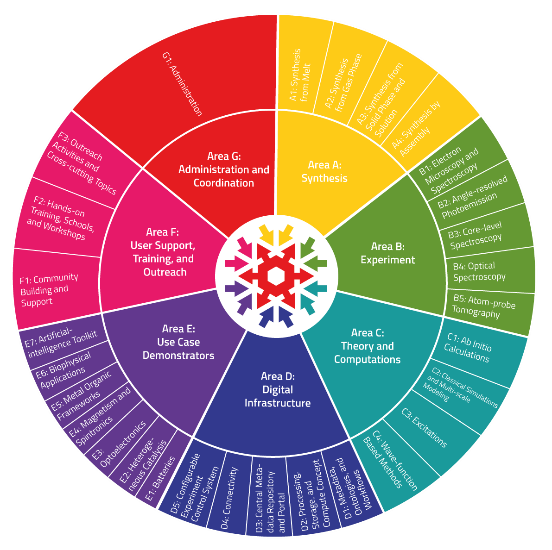 Area A:
Synthesis
A1: Synthesis
from Melt
A2: Synthesis
from Gas Phase
A3: Synthesis from
Solid Phase and
Solution
A4: Synthesis by
Assembly
Area B:
Experiment
B1: Electron
Microscopy and
Spectroscopy
B2: Angle-resolved
Photoemission
B3: Core-level
Spectroscopy
B4: Optical
Spectroscopy
B5: Atom-probe
Tomography
Area C:
Theory and
Computations
C1: Ab Initio
Calculations
C2: Classical Simulations
and Multi-scale
Modeling
C3: Excitations
C4: Wave-function
Based Methods
Area D:
Digital
Infrastructure
D1: Metadata,
Ontologies, and
Workflows
D2: Processing,
Storage, and
Compute Concept
D3: Central Meta-
data Repository
and Portal
D4: Connectivity
D5: Configurable
Experiment
Control System
Area E:
Use Case
Demonstrators
E1: Batteries
E2: Heteroge-
neous Catalysis
E3:
Optoelectronics
E4: Magnetism and
Spintronics
E5: Metal Organic
Frameworks
E6: Biophysical
Applications
E7: Artificial-
intelligence Toolkit
Area F:
User Support,
Training, and
Outreach
F1: Community
Building and
Support
F2: Hands-on
Training, Schools,
and Workshops
F3: Outreach
Activities and
Cross-cutting Topics
Area G:
Administration and
Coordination
G1: Administration